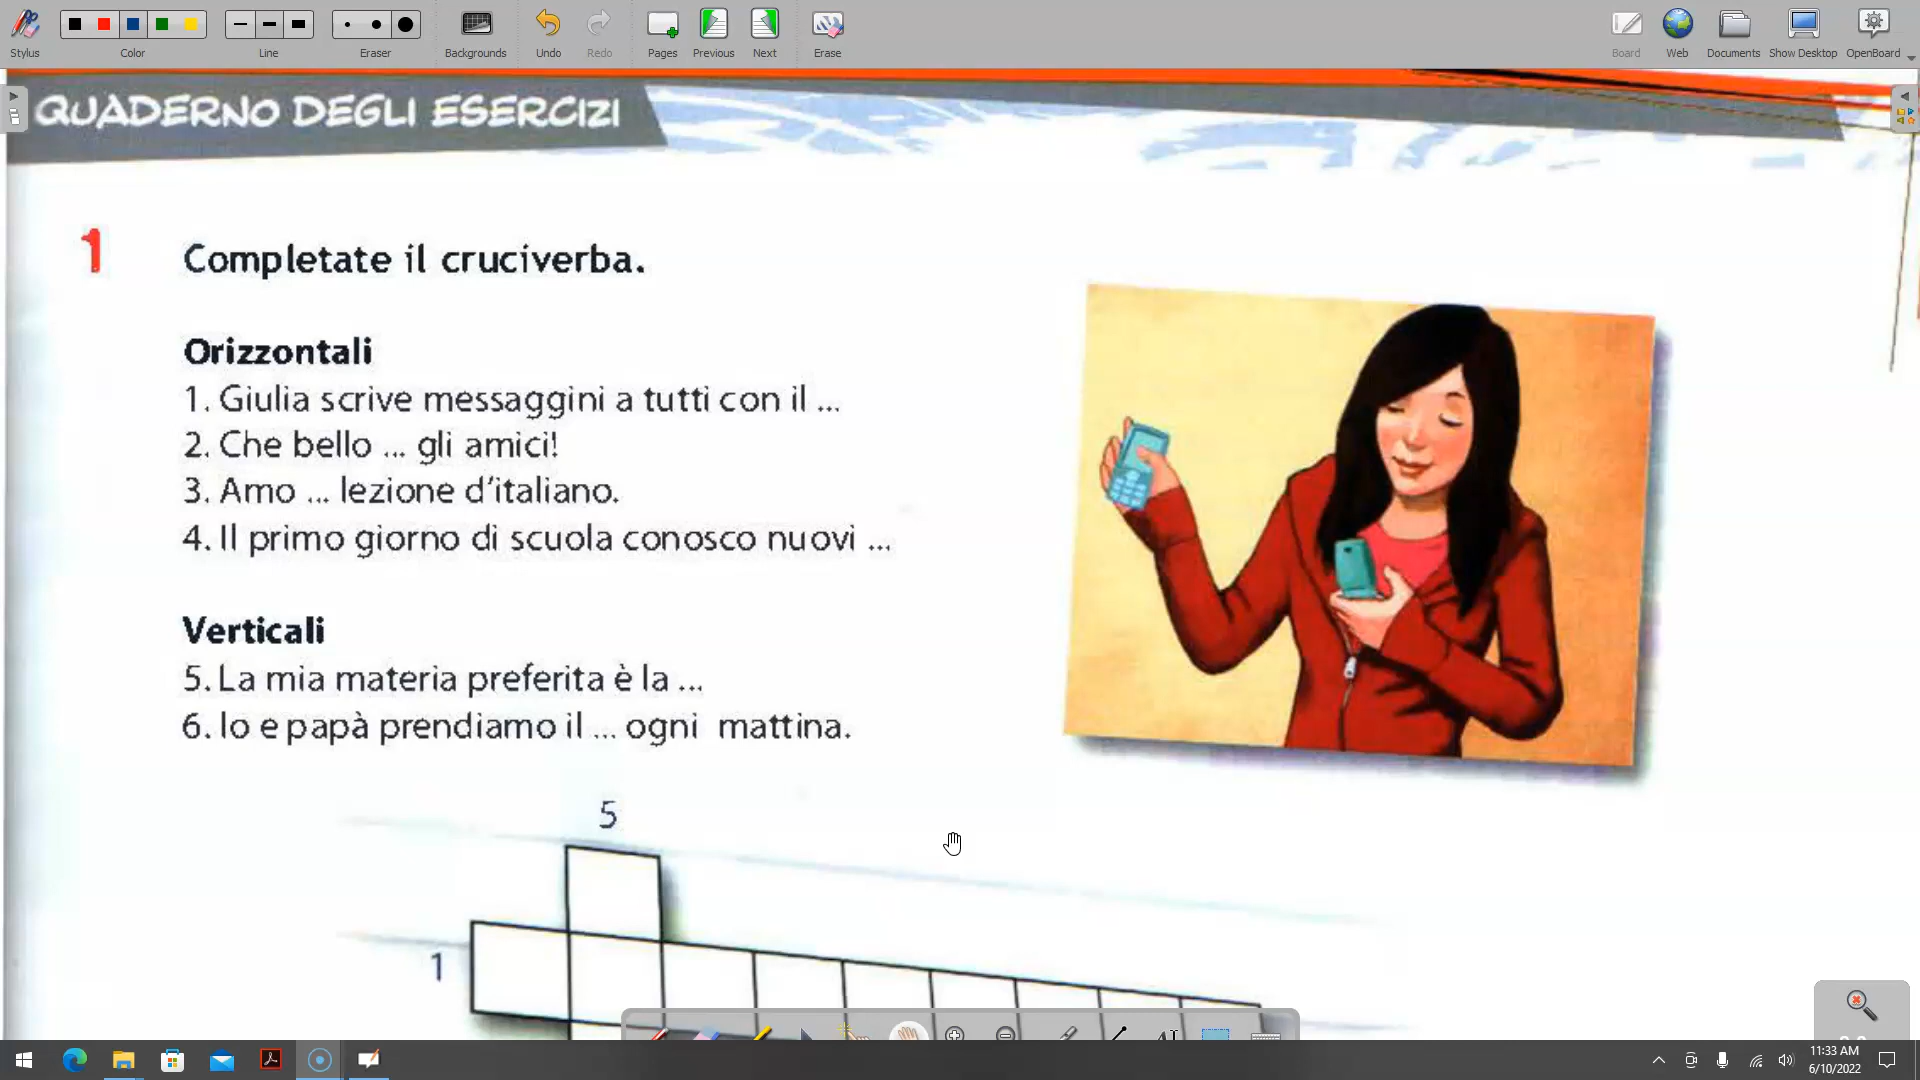 Stylus
Color
Line
Eraser
Backgrounds
Undo
Redo
Pages
Previous
Next
Erase
Board
Web
Documents
Show Desktop
OpenBoard
QUADERNO DEGLI ESERCIZI
1 Completate il cruciverba.
Orizzontali
1. Giulia scrive messaggini a tutti con il ...
2. Che bello ... gli amici!
3. Amo ... lezione d'italiano.
4. Il primo giorno di scuola conosco nuovi ...
Verticali
5. La mia materia preferita è la ...
6. Io e papà prendiamo il ... ogni mattina.
5
1
11:33 AM
6/10/2022